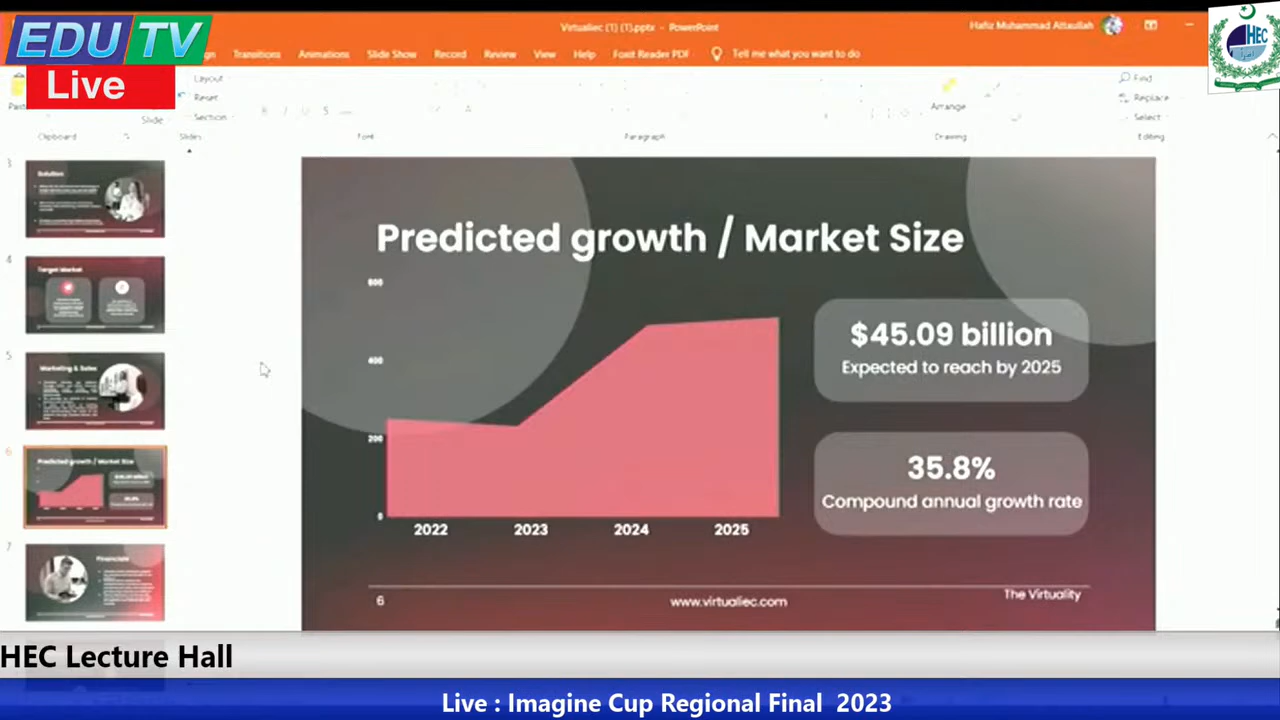 EDU TV
Live
Virtualiec (1) (1).pptx - PowerPoint
Hafiz Muhammad Attaullah
HEC
Transitions
Animations
Slide Show
Record
Review
View
Help
Foxit Reader PDF
Tell me what you want to do
Layout
Reset
Section
Slide
Clipboard
Slides
Font
Paragraph
Arrange
Drawing
Find
Replace
Select
Editing
3
Solution
4
Target Market
5
Marketing & Sales
6
Predicted growth / Market Size
7
Financials
Predicted growth / Market Size
600
400
200
0
2022
2023
2024
2025
$45.09 billion
Expected to reach by 2025
35.8%
Compound annual growth rate
6
www.virtualiec.com
The Virtuality
HEC Lecture Hall
Live : Imagine Cup Regional Final 2023